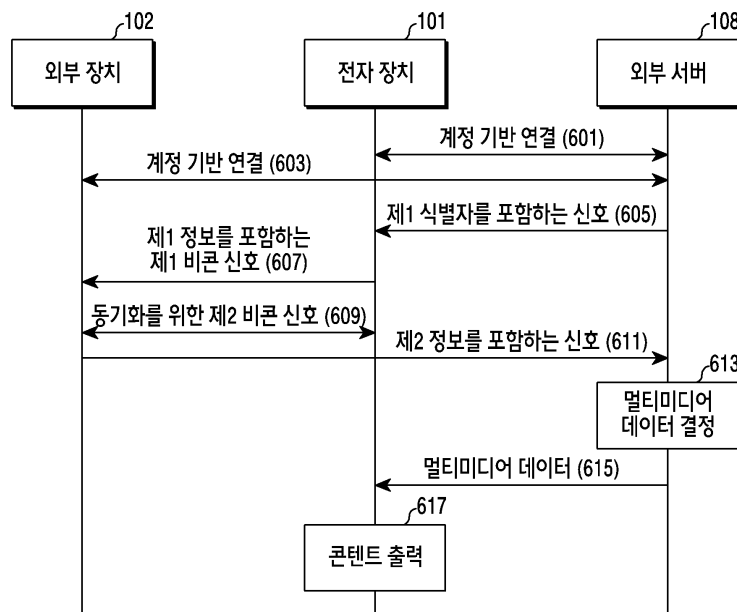 102
101
108
외부 장치
전자 장치
외부 서버
계정 기반 연결 (601)
계정 기반 연결 (603)
제1 식별자를 포함하는 신호 (605)
제1 정보를 포함하는
제1 비콘 신호 (607)
동기화를 위한 제2 비콘 신호 (609)
제2 정보를 포함하는 신호 (611)
613
멀티미디어
데이터 결정
멀티미디어 데이터 (615)
617
콘텐트 출력